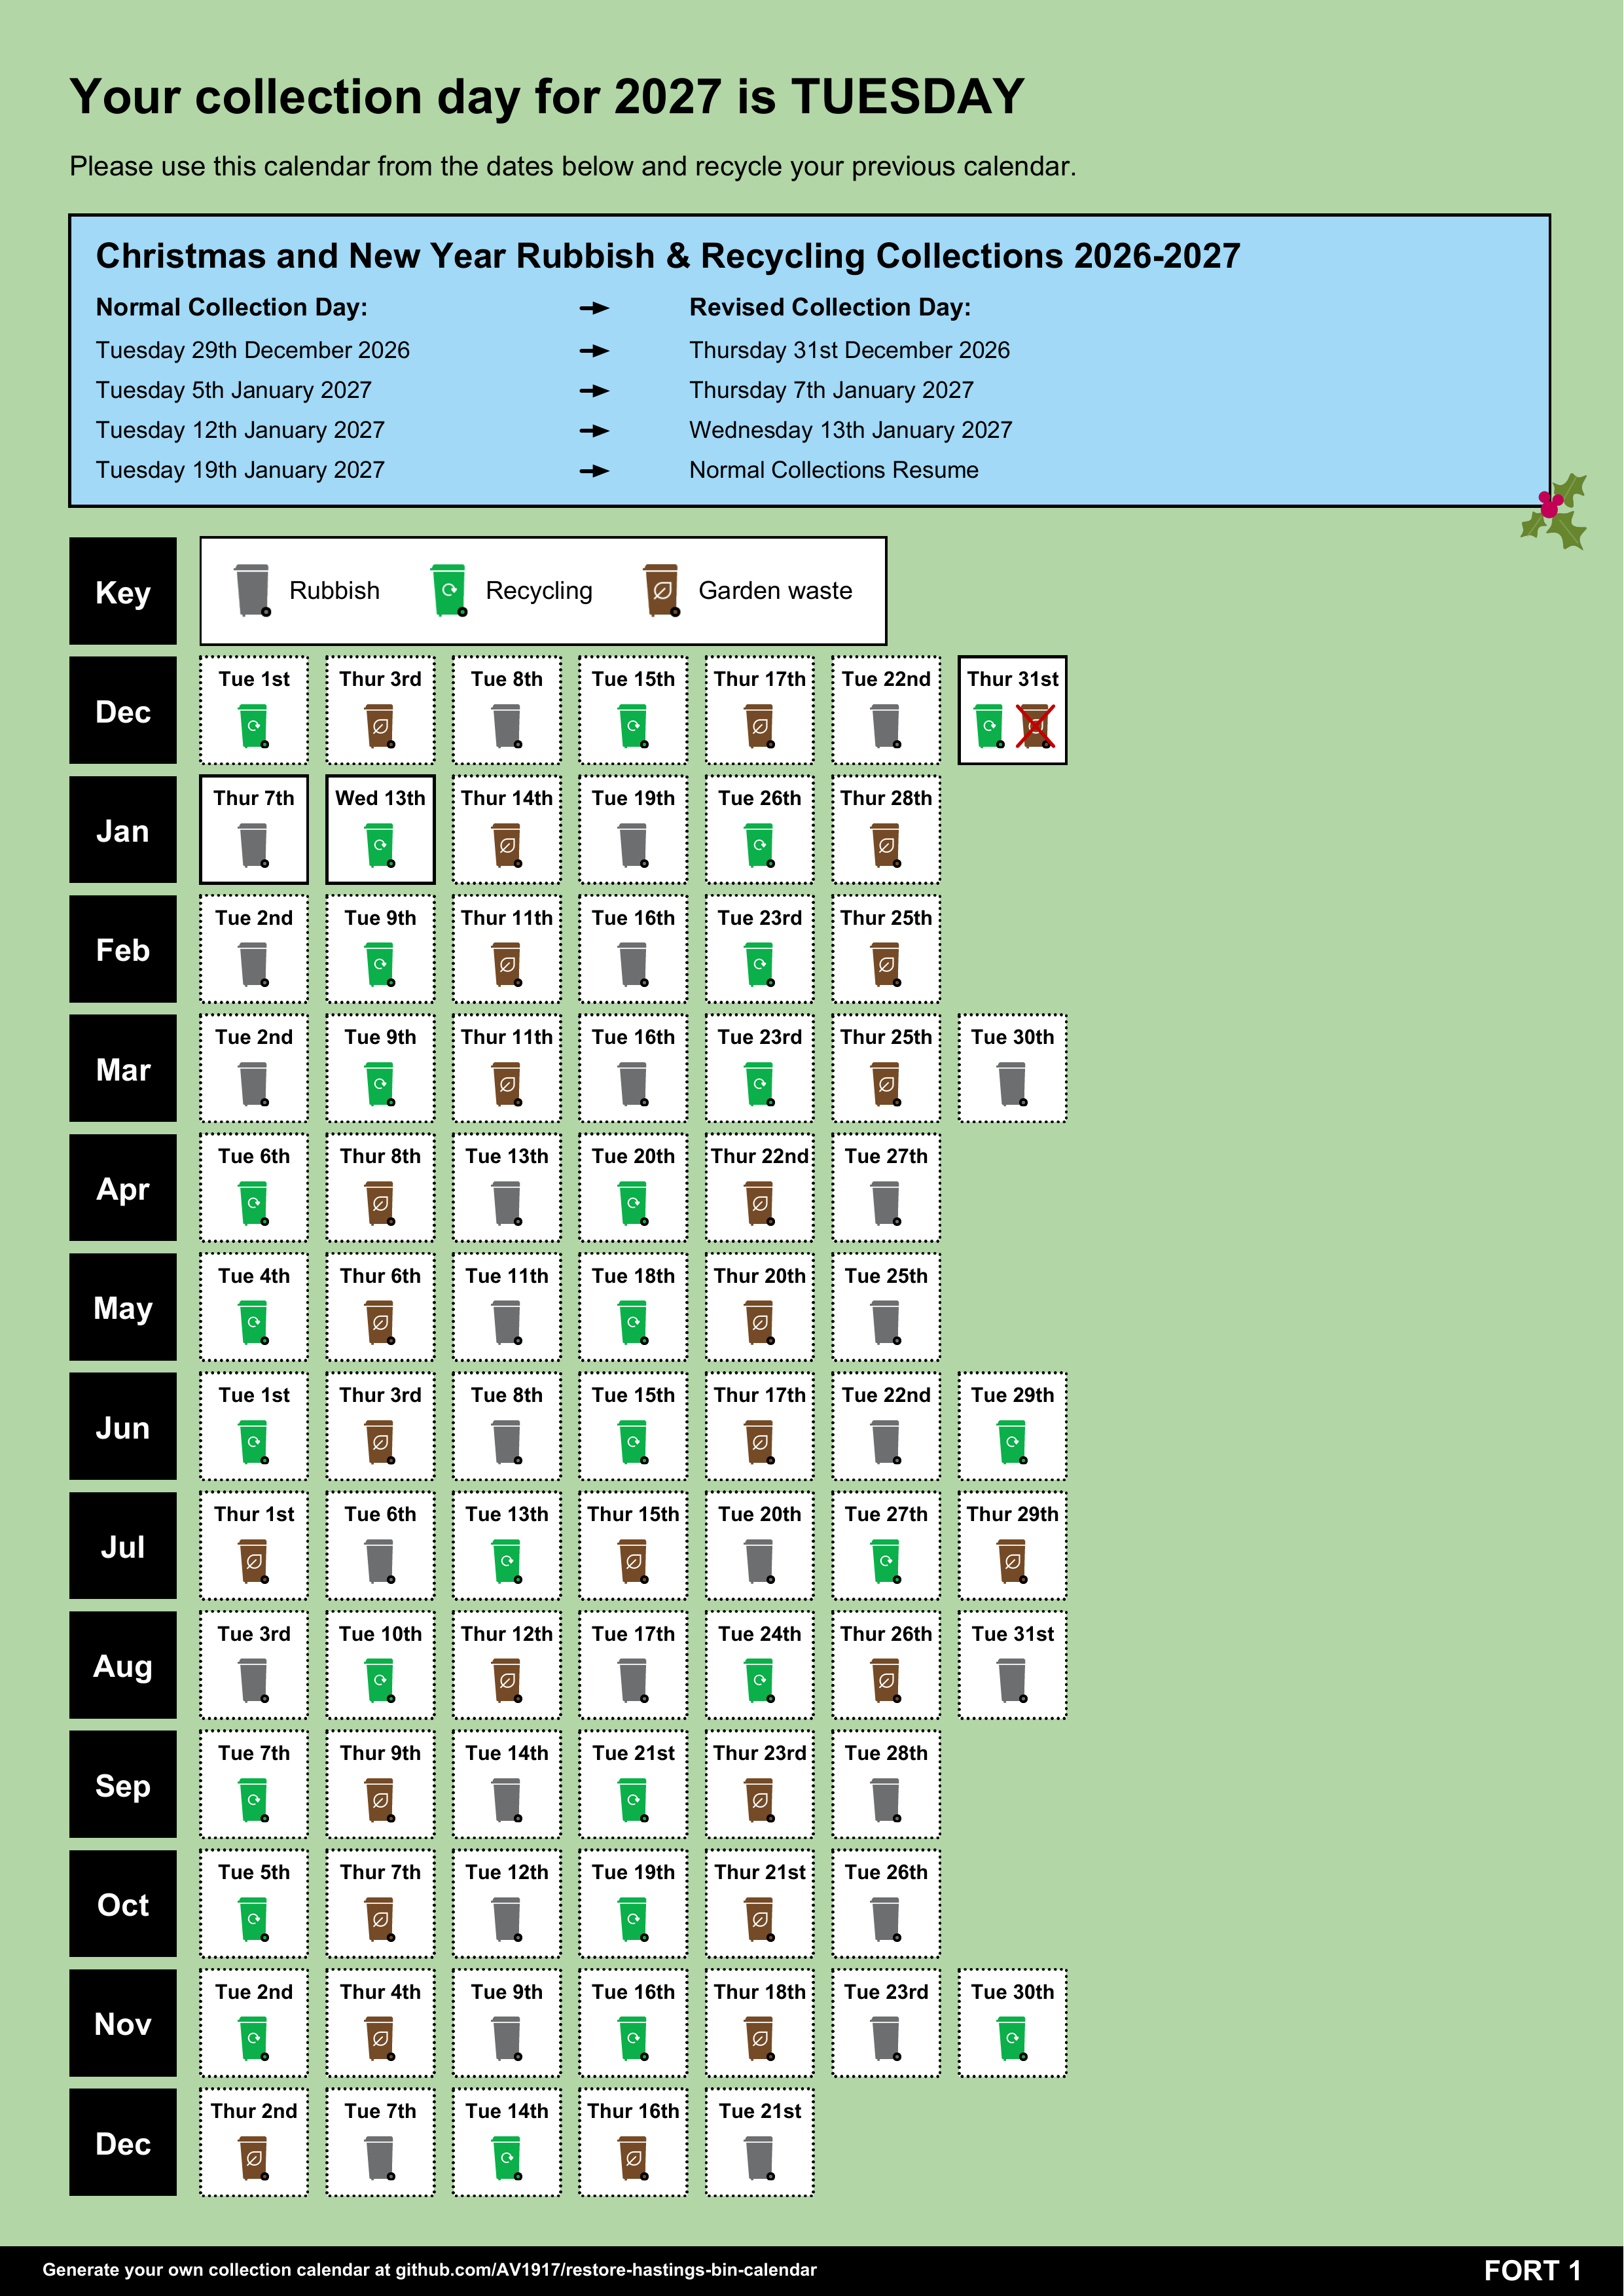 Your collection day for 2027 is TUESDAY
Please use this calendar from the dates below and recycle your previous calendar.
Christmas and New Year Rubbish & Recycling Collections 2026-2027
Normal Collection Day: Revised Collection Day:
Tuesday 29th December 2026 Thursday 31st December 2026
Tuesday 5th January 2027 Thursday 7th January 2027
Tuesday 12th January 2027 Wednesday 13th January 2027
Tuesday 19th January 2027 Normal Collections Resume
Key Rubbish Recycling Garden waste
Dec Tue 1st Thur 3rd Tue 8th Tue 15th Thur 17th Tue 22nd Thur 31st
Jan Thur 7th Wed 13th Thur 14th Tue 19th Tue 26th Thur 28th
Feb Tue 2nd Tue 9th Thur 11th Tue 16th Tue 23rd Thur 25th
Mar Tue 2nd Tue 9th Thur 11th Tue 16th Tue 23rd Thur 25th Tue 30th
Apr Tue 6th Thur 8th Tue 13th Tue 20th Thur 22nd Tue 27th
May Tue 4th Thur 6th Tue 11th Tue 18th Thur 20th Tue 25th
Jun Tue 1st Thur 3rd Tue 8th Tue 15th Thur 17th Tue 22nd Tue 29th
Jul Thur 1st Tue 6th Tue 13th Thur 15th Tue 20th Tue 27th Thur 29th
Aug Tue 3rd Tue 10th Thur 12th Tue 17th Tue 24th Thur 26th Tue 31st
Sep Tue 7th Thur 9th Tue 14th Tue 21st Thur 23rd Tue 28th
Oct Tue 5th Thur 7th Tue 12th Tue 19th Thur 21st Tue 26th
Nov Tue 2nd Thur 4th Tue 9th Tue 16th Thur 18th Tue 23rd Tue 30th
Dec Thur 2nd Tue 7th Tue 14th Thur 16th Tue 21st
Generate your own collection calendar at github.com/AV1917/restore-hastings-bin-calendar FORT 1